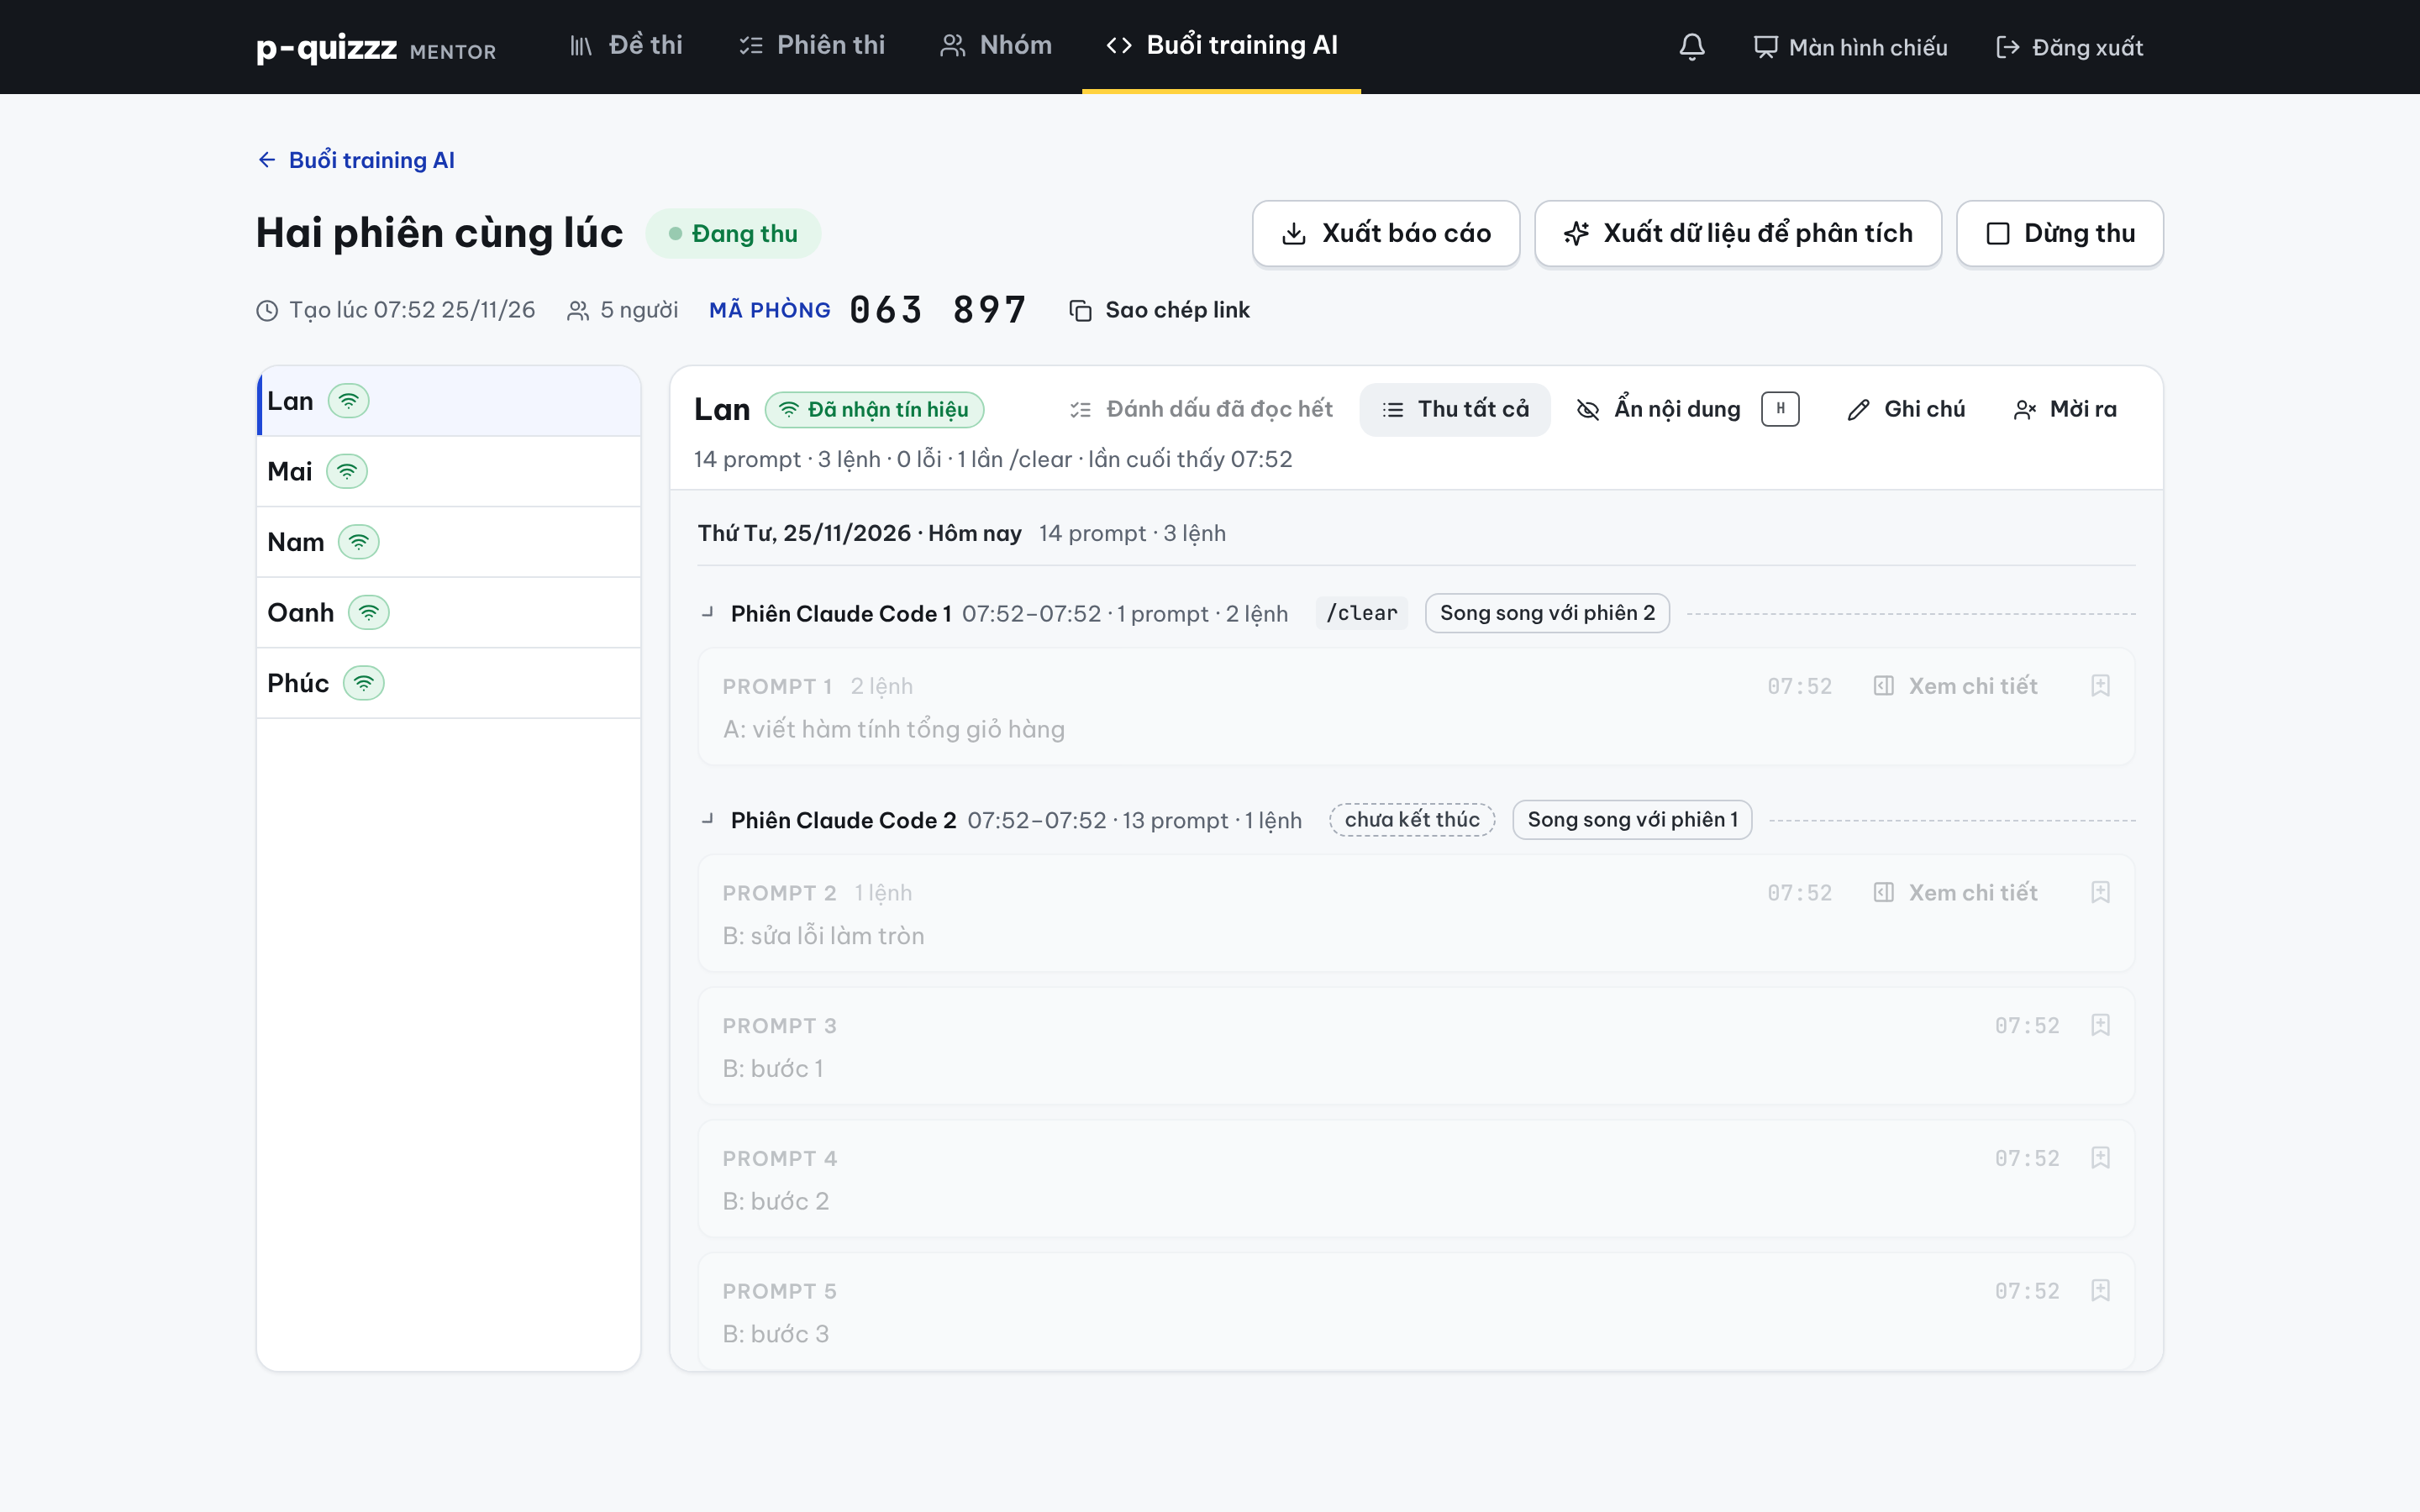 p-quizzz MENTOR
Đề thi
Phiên thi
Nhóm
Buổi training AI
Màn hình chiếu
Đăng xuất
Buổi training AI
Hai phiên cùng lúc
Đang thu
Xuất báo cáo
Xuất dữ liệu để phân tích
Dừng thu
Tạo lúc 07:52 25/11/26
5 người
MÃ PHÒNG 063 897
Sao chép link
Lan
Mai
Nam
Oanh
Phúc
Lan
Đã nhận tín hiệu
Đánh dấu đã đọc hết
Thu tất cả
Ẩn nội dung H
Ghi chú
Mời ra
14 prompt · 3 lệnh · 0 lỗi · 1 lần /clear · lần cuối thấy 07:52
Thứ Tư, 25/11/2026 · Hôm nay 14 prompt · 3 lệnh
Phiên Claude Code 1 07:52–07:52 · 1 prompt · 2 lệnh /clear Song song với phiên 2
PROMPT 1 2 lệnh 07:52 Xem chi tiết
A: viết hàm tính tổng giỏ hàng
Phiên Claude Code 2 07:52–07:52 · 13 prompt · 1 lệnh chưa kết thúc Song song với phiên 1
PROMPT 2 1 lệnh 07:52 Xem chi tiết
B: sửa lỗi làm tròn
PROMPT 3 07:52
B: bước 1
PROMPT 4 07:52
B: bước 2
PROMPT 5 07:52
B: bước 3